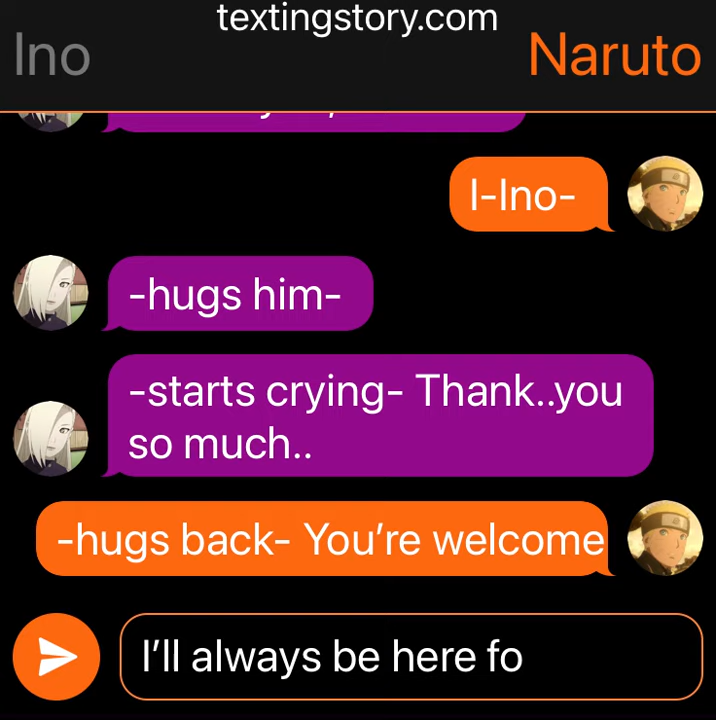 textingstory.com
Ino
Naruto
I-Ino-
-hugs him-
-starts crying- Thank..you
so much..
-hugs back- You're welcome
I'll always be here fo